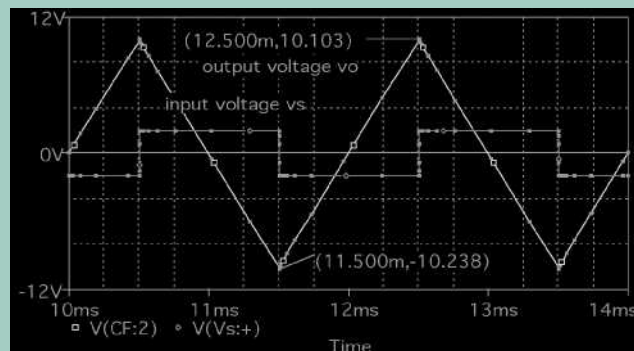 12V
(12.500m,10.103)
output voltage vo
input voltage vs
0V
(11.500m,-10.238)
-12V
10ms 11ms 12ms 13ms 14ms
V(CF:2) V(Vs:+)
Time